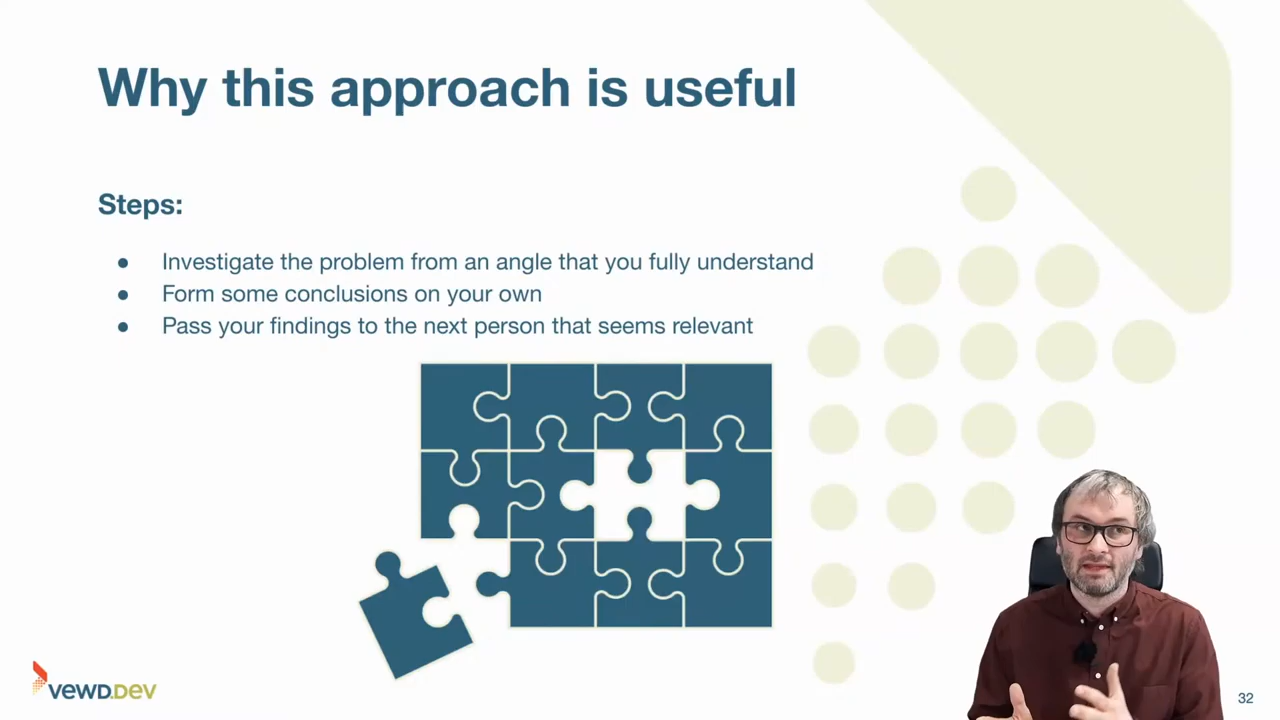 Why this approach is useful
Steps:
● Investigate the problem from an angle that you fully understand
● Form some conclusions on your own
● Pass your findings to the next person that seems relevant
VEWD.DEV
32